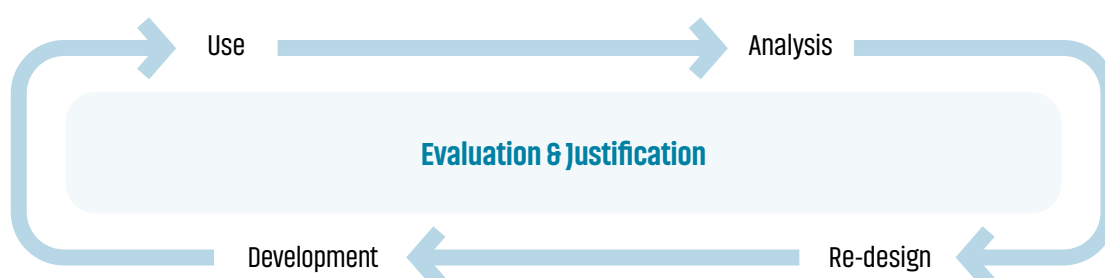 Use
Analysis
Evaluation & Justification
Development
Re-design